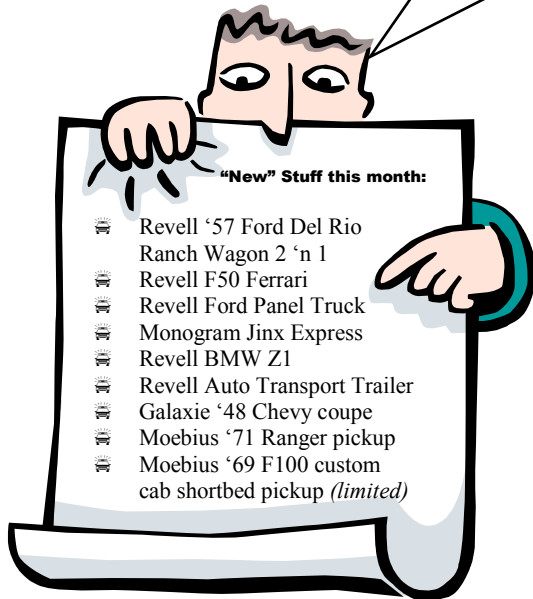 “New” Stuff this month:
Revell ‘57 Ford Del Rio
Ranch Wagon 2 ‘n 1
Revell F50 Ferrari
Revell Ford Panel Truck
Monogram Jinx Express
Revell BMW Z1
Revell Auto Transport Trailer
Galaxie ‘48 Chevy coupe
Moebius ‘71 Ranger pickup
Moebius ‘69 F100 custom
cab shortbed pickup (limited)